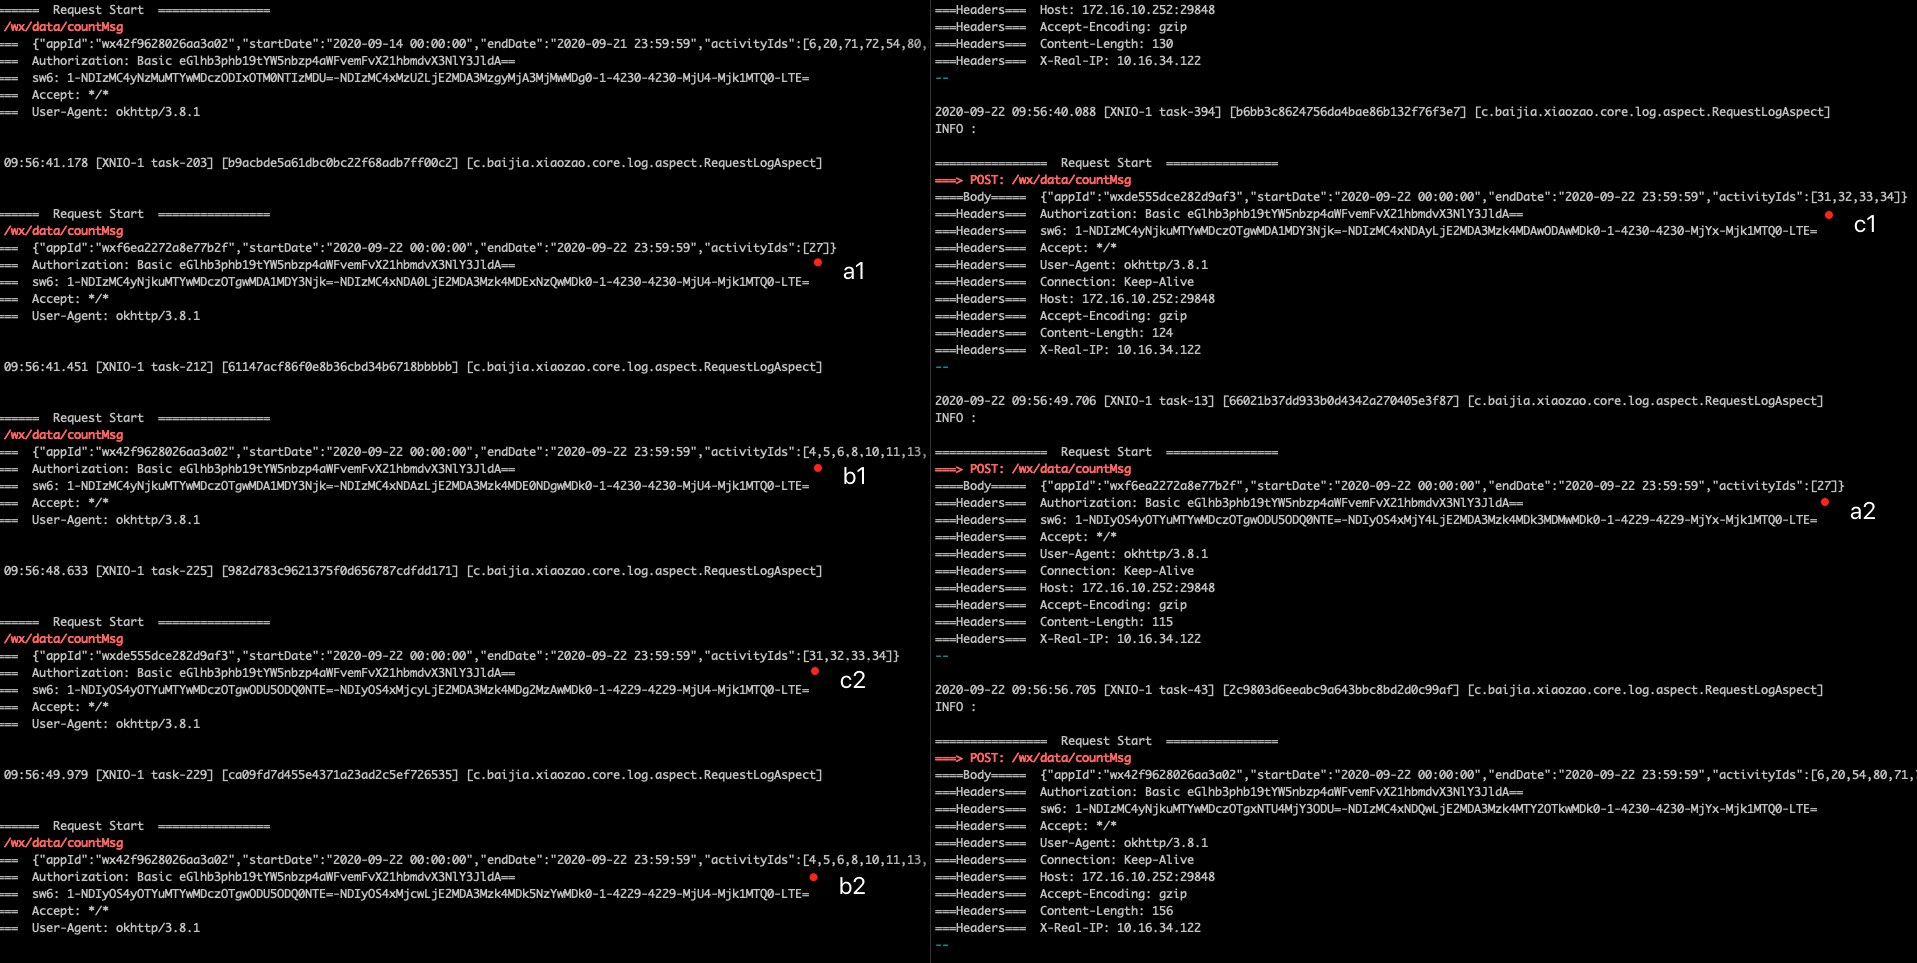 ======  Request Start  ================
/wx/data/countMsg
===  {"appId":"wx42f9628026aa3a02","startDate":"2020-09-14 00:00:00","endDate":"2020-09-21 23:59:59","activityIds":[6,20,71,72,54,80,
===  Authorization: Basic eGlhb3phb19tYW5nbzp4aWFvemFvX21hbmdvX3NlY3JldA==
===  sw6: 1-NDIzMC4yNzMuMTYwMDczODIxOTM0NTIzMDU=-NDIzMC4xMzU2LjE2MDA3MzgyMjA3MjMwMDg0-1-4230-4230-MjU4-Mjk1MTQ0-LTE=
===  Accept: */*
===  User-Agent: okhttp/3.8.1
09:56:41.178 [XNIO-1 task-203] [b9acbde5a61dbc0bc22f68adb7ff00c2] [c.baijia.xiaozao.core.log.aspect.RequestLogAspect]
======  Request Start  ================
/wx/data/countMsg
===  {"appId":"wxf6ea2272a8e77b2f","startDate":"2020-09-22 00:00:00","endDate":"2020-09-22 23:59:59","activityIds":[27]}
===  Authorization: Basic eGlhb3phb19tYW5nbzp4aWFvemFvX21hbmdvX3NlY3JldA==
a1
===  sw6: 1-NDIzMC4yNjkuMTYwMDczOTgwMDA1MDY3Njk=-NDIzMC4xNDA0LjE2MDA3Mzk4MDExNzQwMDk0-1-4230-4230-MjU4-Mjk1MTQ0-LTE=
===  Accept: */*
===  User-Agent: okhttp/3.8.1
09:56:41.451 [XNIO-1 task-212] [61147acf86f0e8b36cbd34b6718bbbbb] [c.baijia.xiaozao.core.log.aspect.RequestLogAspect]
======  Request Start  ================
/wx/data/countMsg
===  {"appId":"wx42f9628026aa3a02","startDate":"2020-09-22 00:00:00","endDate":"2020-09-22 23:59:59","activityIds":[4,5,6,8,10,11,13,
===  Authorization: Basic eGlhb3phb19tYW5nbzp4aWFvemFvX21hbmdvX3NlY3JldA==
b1
===  sw6: 1-NDIzMC4yNjkuMTYwMDczOTgwMDA1MDY3Njk=-NDIzMC4xNDAzLjE2MDA3Mzk4MDE0NDgwMDk0-1-4230-4230-MjU4-Mjk1MTQ0-LTE=
===  Accept: */*
===  User-Agent: okhttp/3.8.1
09:56:48.633 [XNIO-1 task-225] [982d783c9621375f0d656787cdfdd171] [c.baijia.xiaozao.core.log.aspect.RequestLogAspect]
======  Request Start  ================
/wx/data/countMsg
===  {"appId":"wxde555dce282d9af3","startDate":"2020-09-22 00:00:00","endDate":"2020-09-22 23:59:59","activityIds":[31,32,33,34]}
===  Authorization: Basic eGlhb3phb19tYW5nbzp4aWFvemFvX21hbmdvX3NlY3JldA==
c2
===  sw6: 1-NDIyOS4yOTYuMTYwMDczOTgwODU5ODQ0NTE=-NDIyOS4xMjcyLjE2MDA3Mzk4MDg2MzAwMDk0-1-4229-4229-MjU4-Mjk1MTQ0-LTE=
===  Accept: */*
===  User-Agent: okhttp/3.8.1
09:56:49.979 [XNIO-1 task-229] [ca09fd7d455e4371a23ad2c5ef726535] [c.baijia.xiaozao.core.log.aspect.RequestLogAspect]
======  Request Start  ================
/wx/data/countMsg
===  {"appId":"wx42f9628026aa3a02","startDate":"2020-09-22 00:00:00","endDate":"2020-09-22 23:59:59","activityIds":[4,5,6,8,10,11,13,
===  Authorization: Basic eGlhb3phb19tYW5nbzp4aWFvemFvX21hbmdvX3NlY3JldA==
b2
===  sw6: 1-NDIyOS4yOTYuMTYwMDczOTgwODU5ODQ0NTE=-NDIyOS4xMjcwLjE2MDA3Mzk4MDk5NzYwMDk0-1-4229-4229-MjU4-Mjk1MTQ0-LTE=
===  Accept: */*
===  User-Agent: okhttp/3.8.1
===Headers===  Host: 172.16.10.252:29848
===Headers===  Accept-Encoding: gzip
===Headers===  Content-Length: 130
===Headers===  X-Real-IP: 10.16.34.122
--
2020-09-22 09:56:40.088 [XNIO-1 task-394] [b6bb3c8624756da4bae86b132f76f3e7] [c.baijia.xiaozao.core.log.aspect.RequestLogAspect]
INFO :
================  Request Start  ================
===> POST: /wx/data/countMsg
====Body=====  {"appId":"wxde555dce282d9af3","startDate":"2020-09-22 00:00:00","endDate":"2020-09-22 23:59:59","activityIds":[31,32,33,34]}
===Headers===  Authorization: Basic eGlhb3phb19tYW5nbzp4aWFvemFvX21hbmdvX3NlY3JldA==
c1
===Headers===  sw6: 1-NDIzMC4yNjkuMTYwMDczOTgwMDA1MDY3Njk=-NDIzMC4xNDAyLjE2MDA3Mzk4MDAwODAwMDk0-1-4230-4230-MjYx-Mjk1MTQ0-LTE=
===Headers===  Accept: */*
===Headers===  User-Agent: okhttp/3.8.1
===Headers===  Connection: Keep-Alive
===Headers===  Host: 172.16.10.252:29848
===Headers===  Accept-Encoding: gzip
===Headers===  Content-Length: 124
===Headers===  X-Real-IP: 10.16.34.122
--
2020-09-22 09:56:49.706 [XNIO-1 task-13] [66021b37dd933b0d4342a270405e3f87] [c.baijia.xiaozao.core.log.aspect.RequestLogAspect]
INFO :
================  Request Start  ================
===> POST: /wx/data/countMsg
====Body=====  {"appId":"wxf6ea2272a8e77b2f","startDate":"2020-09-22 00:00:00","endDate":"2020-09-22 23:59:59","activityIds":[27]}
===Headers===  Authorization: Basic eGlhb3phb19tYW5nbzp4aWFvemFvX21hbmdvX3NlY3JldA==
a2
===Headers===  sw6: 1-NDIyOS4yOTYuMTYwMDczOTgwODU5ODQ0NTE=-NDIyOS4xMjY4LjE2MDA3Mzk4MDk3MDMwMDk0-1-4229-4229-MjYx-Mjk1MTQ0-LTE=
===Headers===  Accept: */*
===Headers===  User-Agent: okhttp/3.8.1
===Headers===  Connection: Keep-Alive
===Headers===  Host: 172.16.10.252:29848
===Headers===  Accept-Encoding: gzip
===Headers===  Content-Length: 115
===Headers===  X-Real-IP: 10.16.34.122
--
2020-09-22 09:56:56.705 [XNIO-1 task-43] [2c9803d6eeabc9a643bbc8bd2d0c99af] [c.baijia.xiaozao.core.log.aspect.RequestLogAspect]
INFO :
================  Request Start  ================
===> POST: /wx/data/countMsg
====Body=====  {"appId":"wx42f9628026aa3a02","startDate":"2020-09-22 00:00:00","endDate":"2020-09-22 23:59:59","activityIds":[6,20,54,80,71,7
===Headers===  Authorization: Basic eGlhb3phb19tYW5nbzp4aWFvemFvX21hbmdvX3NlY3JldA==
===Headers===  sw6: 1-NDIzMC4yNjkuMTYwMDczOTgxNTU4MjY3ODU=-NDIzMC4xNDQwLjE2MDA3Mzk4MTY2OTkwMDk0-1-4230-4230-MjYx-Mjk1MTQ0-LTE=
===Headers===  Accept: */*
===Headers===  User-Agent: okhttp/3.8.1
===Headers===  Connection: Keep-Alive
===Headers===  Host: 172.16.10.252:29848
===Headers===  Accept-Encoding: gzip
===Headers===  Content-Length: 156
===Headers===  X-Real-IP: 10.16.34.122
--